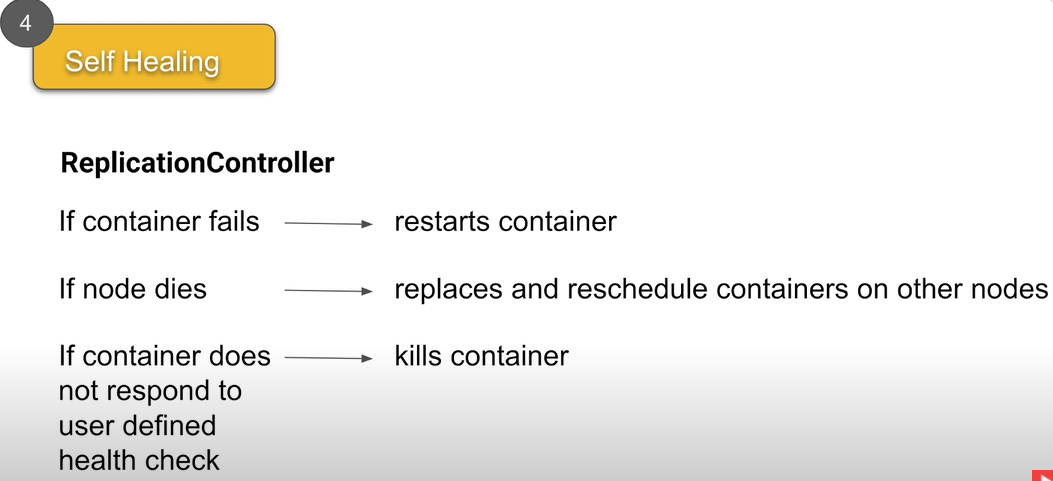 4
Self Healing
ReplicationController
If container fails restarts container
If node dies replaces and reschedule containers on other nodes
If container does kills container
not respond to
user defined
health check